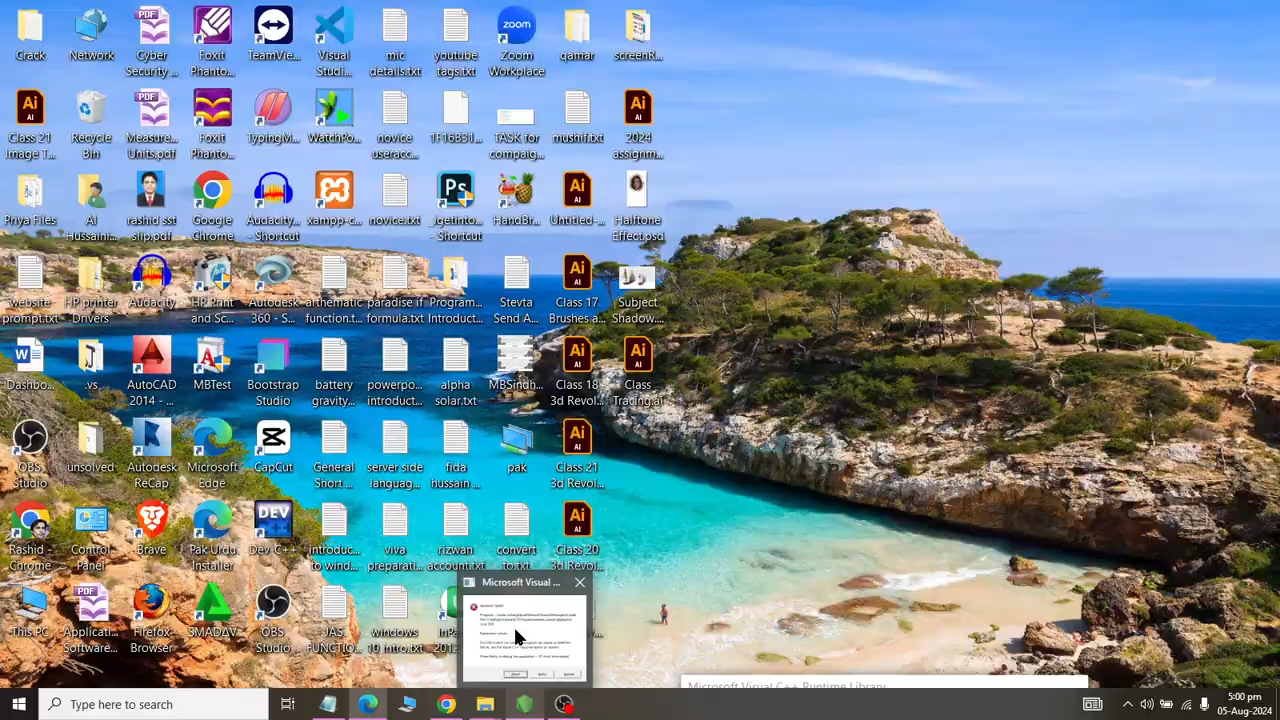 Crack
Network
Cyber
Security ...
Foxit
Phanto...
TeamVie...
Visual
Studi...
mic
details.txt
youtube
tags.txt
Zoom
Workplace
qamar
screenR...
Class 21
Image T...
Recycle
Bin
Measure...
Units.pdf
Foxit
Phanto...
TypingM...
WatchPo...
novice
useracc...
1F16B31...
TASK for
compaig...
mushif.txt
2024
assignm...
Priya Files
Ai
Hussaini...
rashid sst
slip.pdf
Google
Chrome
Audacity
- Shortcut
xampp-c...
novice.txt
_getinto...
- Shortcut
HandBr...
Untitled-...
Halftone
Effect.psd
website
prompt.txt
HP printer
Drivers
Audacity
HP Print
and Sc...
Autodesk
360 - S...
arthematic
function.t...
paradise if
formula.txt
Program...
Introduct...
Stevta
Send A...
Class 17
Brushes a...
Subject
Shadow....
Dashbo...
.vs
AutoCAD
2014 - ...
MBTest
Bootstrap
Studio
battery
gravity,...
powerpo...
introduct...
alpha
solar.txt
MBSindh...
Class 18
3d Revol...
Class
Tracing.ai
OBS
Studio
unsolved
Autodesk
ReCap
Microsoft
Edge
CapCut
General
Short ...
server side
languag...
fida
hussain ...
pak
Class 21
3d Revol...
Rashid -
Chrome
Control
Panel
Brave
Pak Urdu
Installer
Dev-C++
introduc...
to wind...
viva
preparati...
rizwan
account.txt
convert
to.txt
Class 20
3d Revol...
This PC
Applicati...
Soft
Firefox
Browser
SMADAV
OBS
Studio
JAS
FUNCTIO...
windows
10 intro.txt
InPa
Microsoft Visual ...
Microsoft Visual C++ Runtime Library
Type here to search
5:00 pm
05-Aug-2024